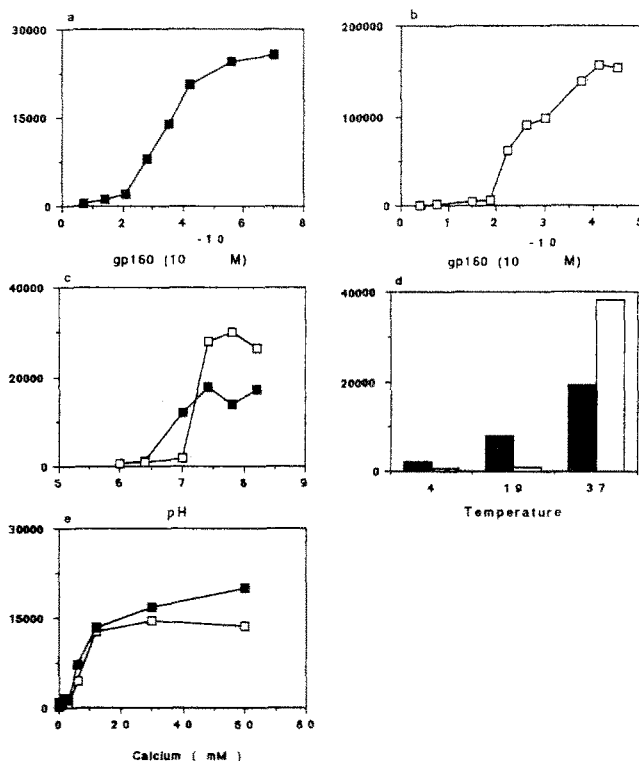 a
30000
15000
0
0 2 4 6 8
-10
gp160 (10 M)
b
200000
100000
0
0 1 2 3 4 5
-10
gp160 (10 M)
c
40000
20000
0
5 6 7 8 9
pH
d
40000
20000
0
4 19 37
Temperature
e
30000
15000
0
0 20 40 60 80
Calcium ( mM)